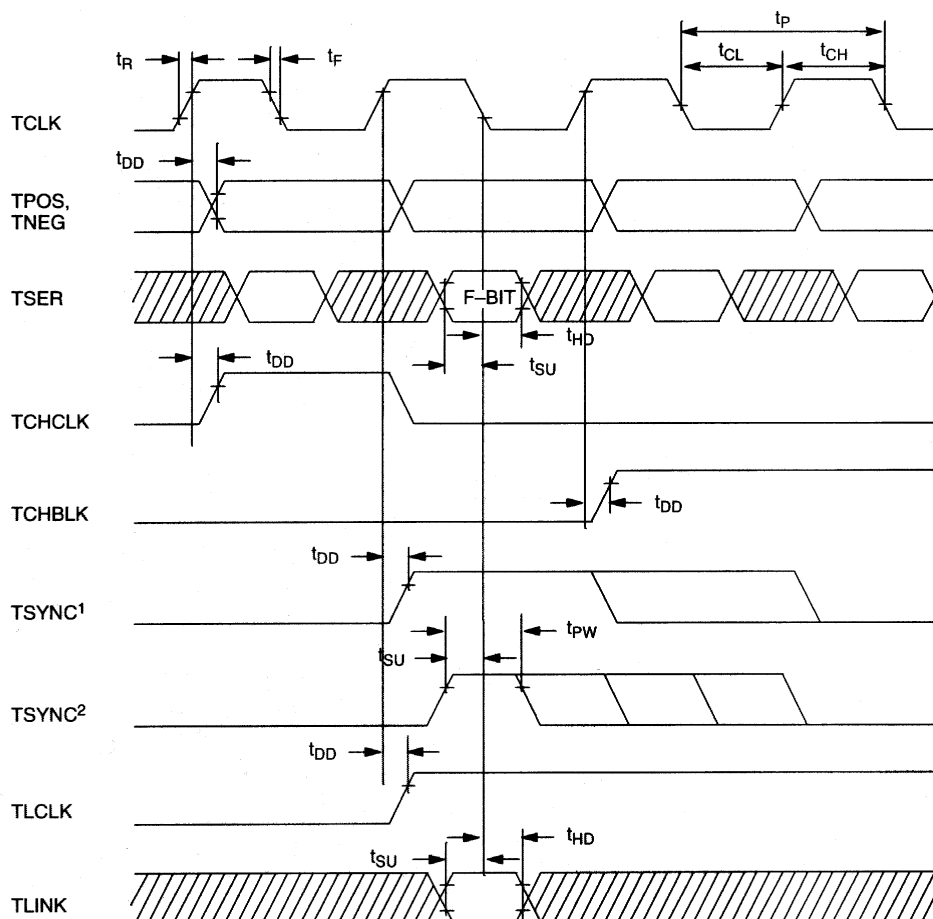 tP
tR
tF
tCL
tCH
TCLK
tDD
TPOS,
TNEG
TSER
F–BIT
tHD
tSU
tDD
TCHCLK
TCHBLK
tDD
tDD
TSYNC1
tPW
tSU
TSYNC2
tDD
TLCLK
tHD
tSU
TLINK